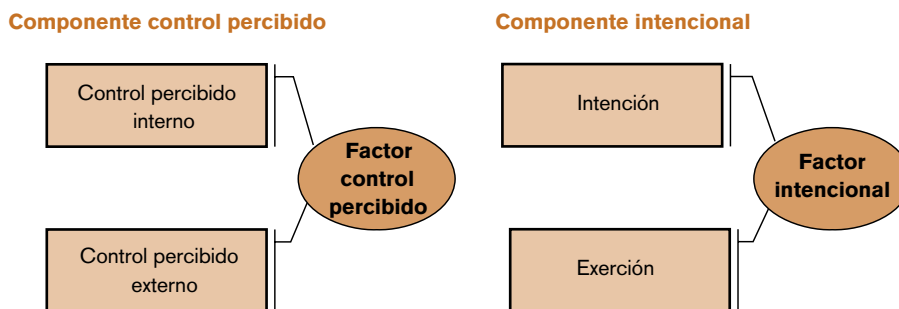 Componente control percibido
Control percibido
interno
Factor
control
percibido
Control percibido
externo
Componente intencional
Intención
Factor
intencional
Exerción